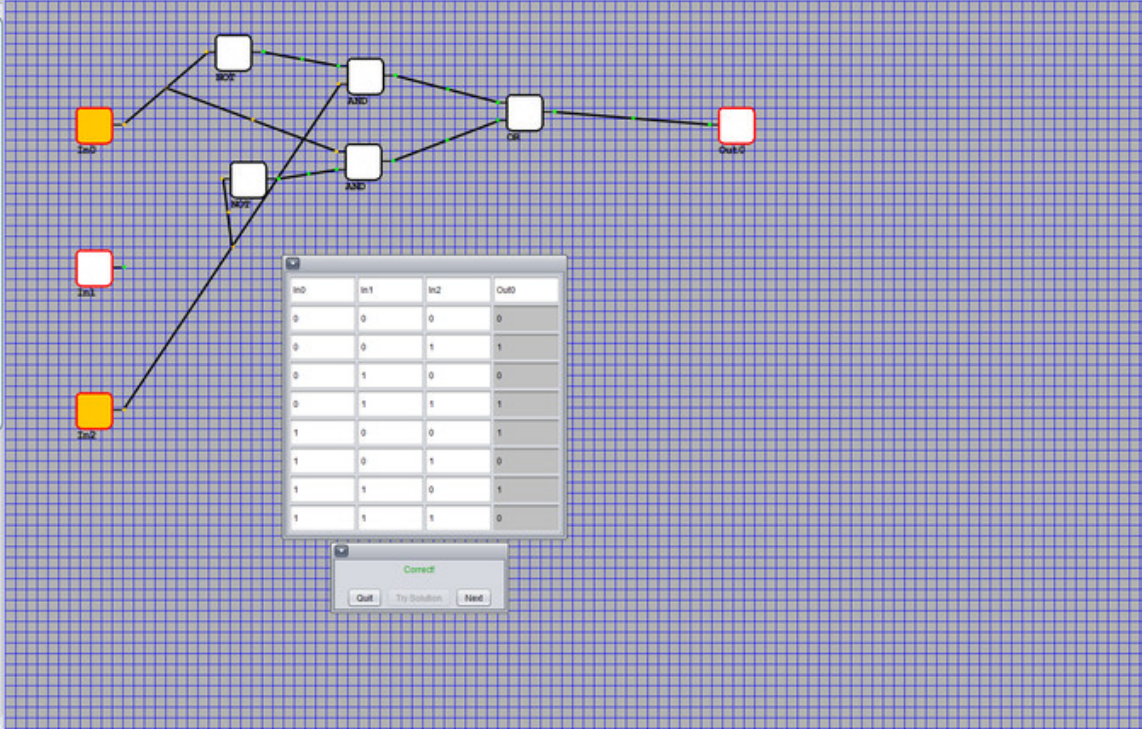 NOT
AND
In0
OR
Out0
AND
NOT
In1
In0 In1 In2 Out0
0 0 0 0
0 0 1 1
0 1 0 0
0 1 1 1
1 0 0 1
1 0 1 0
1 1 0 1
1 1 1 0
In2
Correct!
Quit Try Solution Next